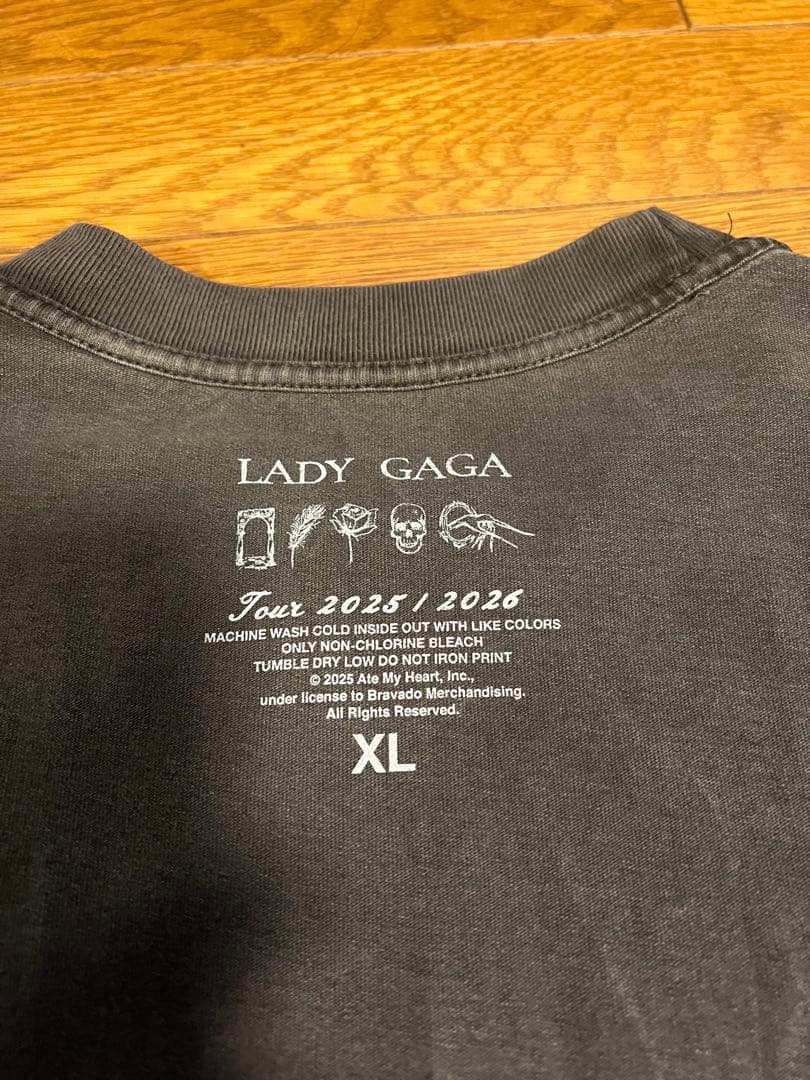 LADY GAGA
Tour 2025 / 2026
MACHINE WASH COLD INSIDE OUT WITH LIKE COLORS
ONLY NON-CHLORINE BLEACH
TUMBLE DRY LOW DO NOT IRON PRINT
© 2025 Ate My Heart, Inc.,
under license to Bravado Merchandising.
All Rights Reserved.
XL